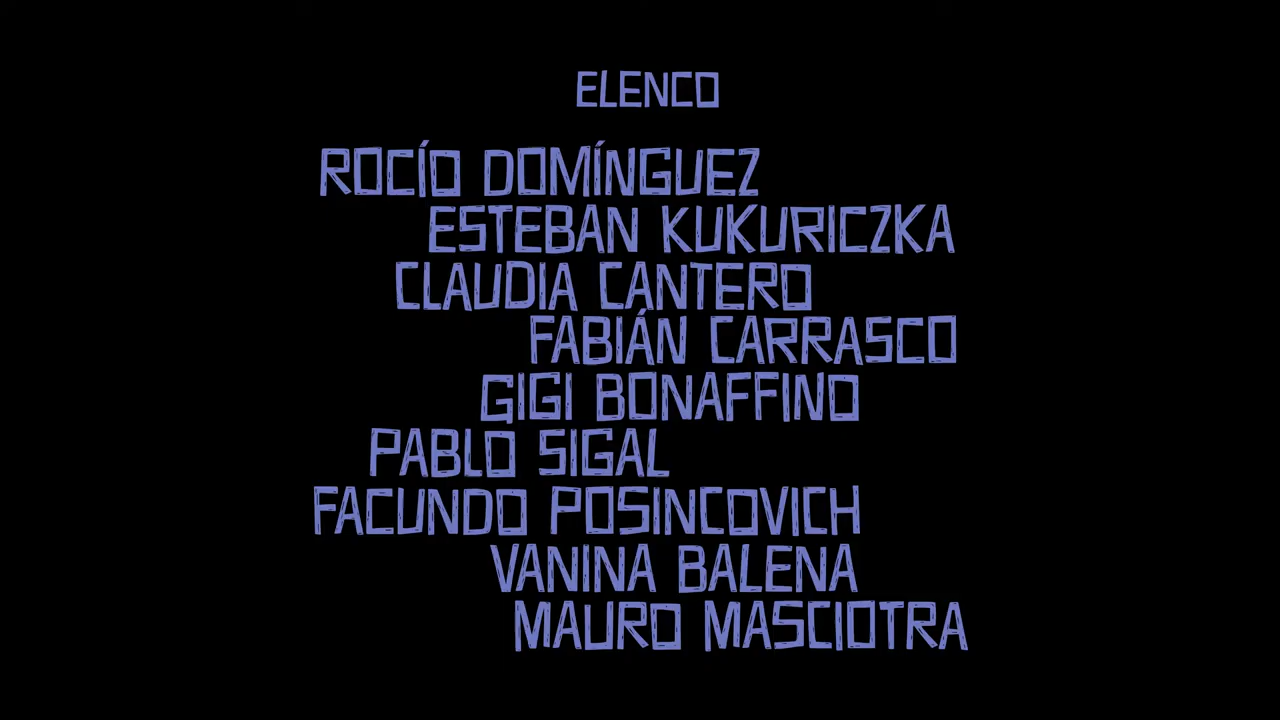 ELENCO
ROCÍO DOMÍNGUEZ
ESTEBAN KUKURICZKA
CLAUDIA CANTERO
FABIÁN CARRASCO
GIGI BONAFFINO
PABLO SIGAL
FACUNDO POSINCOVICH
VANINA BALENA
MAURO MASCIOTRA